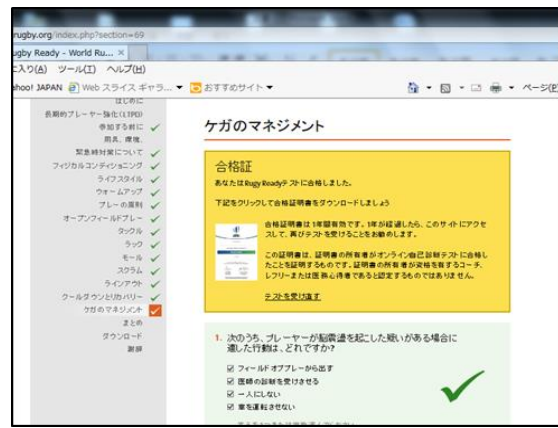 rugby.org/index.php?section=69
ugby Ready - World Ru... ×
に入り(A) ツール(T) ヘルプ(H)
ahoo! JAPAN Web スライス ギャラ... おすすめサイト
ページ(P)
はじめに
長期的プレーヤー強化(LTPD)
参加する前に
用具、環境、
緊急時対策について
フィジカルコンディショニング
ライフスタイル
ウォームアップ
プレーの原則
オープンフィールドプレー
タックル
ラック
モール
スクラム
ラインアウト
クールダウンとリカバリー
ケガのマネジメント
まとめ
ダウンロード
謝辞
ケガのマネジメント
合格証
あなたはRugy Readyテストに合格しました。
下記をクリックして合格証明書をダウンロードしましょう
合格証明書は1年間有効です。1年が経過したら、このサイトにアクセ
スして、再びテストを受けることをお勧めします。
この証明書は、証明書の所有者がオンライン自己診断テストに合格し
たことを証明するものです。証明書の所有者が資格を有するコーチ、
レフリーまたは医務心得者であると認定するものではありません。
テストを受け直す
1. 次のうち、プレーヤーが脳震盪を起こした疑いがある場合に
適した行動は、どれですか?
フィールドオブプレーから出す
医師の診断を受けさせる
一人にしない
車を運転させない